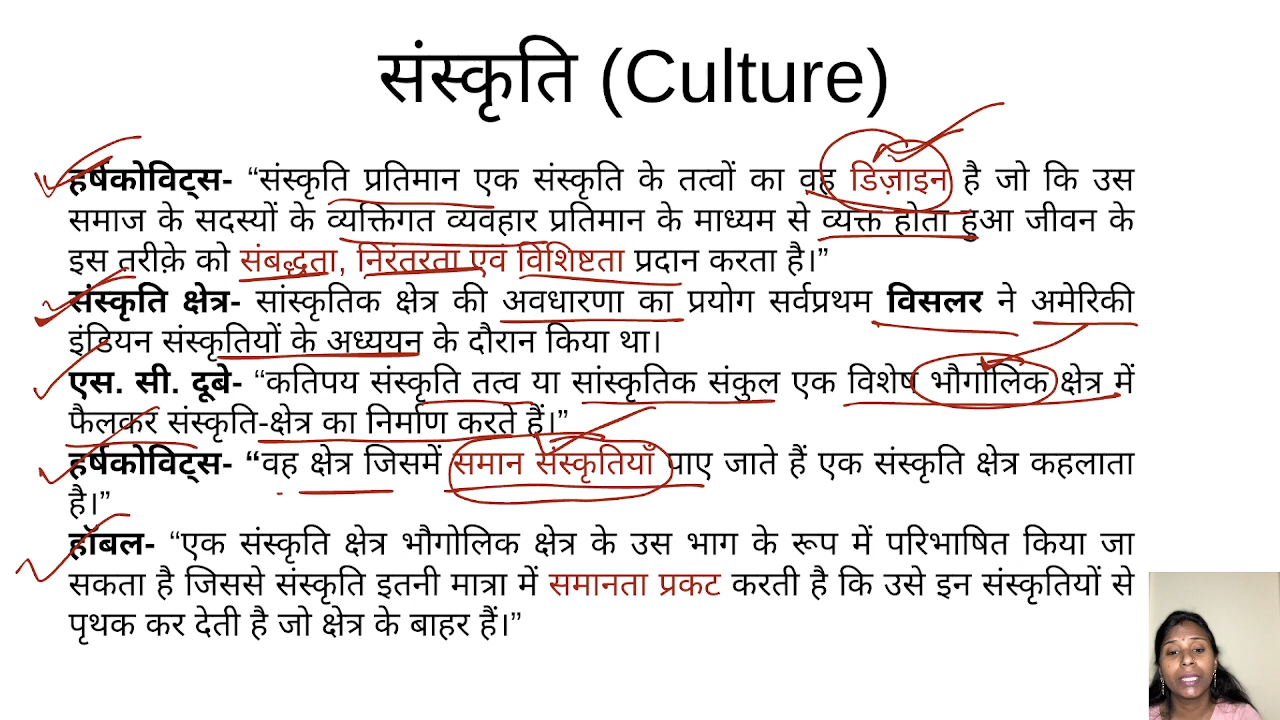 संस्कृति (Culture)
हर्षकोविट्स- “संस्कृति प्रतिमान एक संस्कृति के तत्वों का वह डिज़ाइन है जो कि उस
समाज के सदस्यों के व्यक्तिगत व्यवहार प्रतिमान के माध्यम से व्यक्त होता हुआ जीवन के
इस तरीक़े को संबद्धता, निरंतरता एवं विशिष्टता प्रदान करता है।”
संस्कृति क्षेत्र- सांस्कृतिक क्षेत्र की अवधारणा का प्रयोग सर्वप्रथम विसलर ने अमेरिकी
इंडियन संस्कृतियों के अध्ययन के दौरान किया था।
एस. सी. दूबे- “कतिपय संस्कृति तत्व या सांस्कृतिक संकुल एक विशेष भौगोलिक क्षेत्र में
फैलकर संस्कृति-क्षेत्र का निर्माण करते हैं।”
हर्षकोविट्स- “वह क्षेत्र जिसमें समान संस्कृतियाँ पाए जाते हैं एक संस्कृति क्षेत्र कहलाता
है।”
हॉबल- “एक संस्कृति क्षेत्र भौगोलिक क्षेत्र के उस भाग के रूप में परिभाषित किया जा
सकता है जिससे संस्कृति इतनी मात्रा में समानता प्रकट करती है कि उसे इन संस्कृतियों से
पृथक कर देती है जो क्षेत्र के बाहर हैं।”